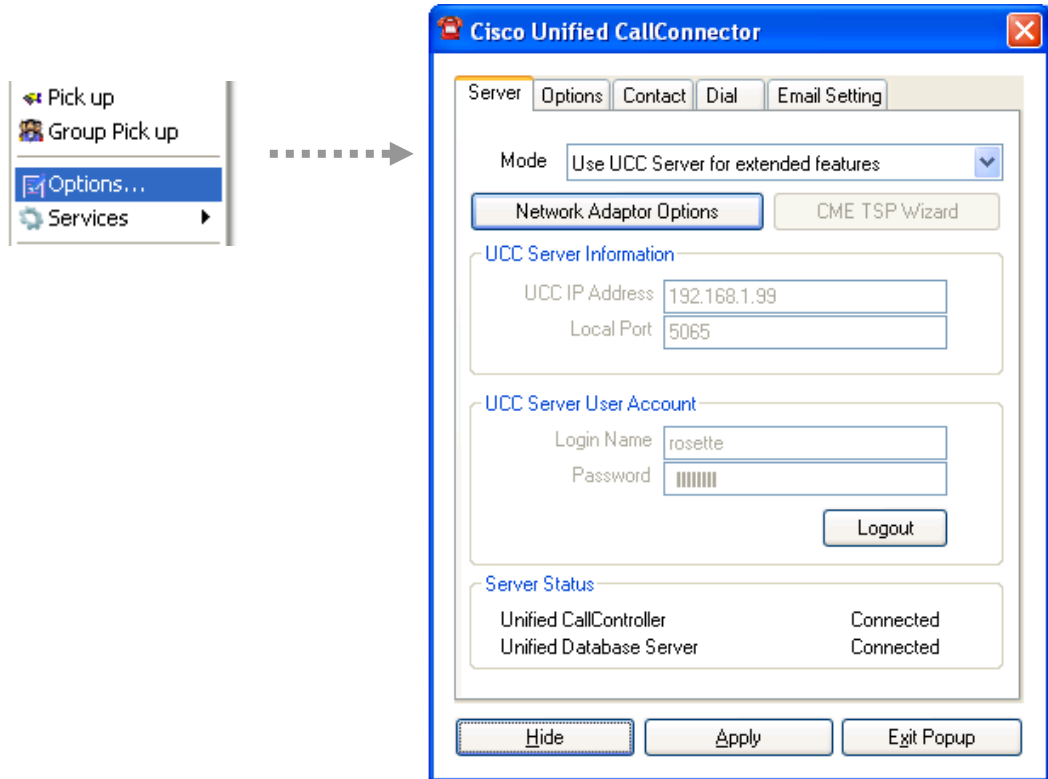 Pick up
Group Pick up
Options...
Services
Cisco Unified CallConnector
Server Options Contact Dial Email Setting
Mode Use UCC Server for extended features
Network Adaptor Options CME TSP Wizard
UCC Server Information
UCC IP Address 192.168.1.99
Local Port 5065
UCC Server User Account
Login Name rosette
Password
Logout
Server Status
Unified CallController Connected
Unified Database Server Connected
Hide Apply Exit Popup